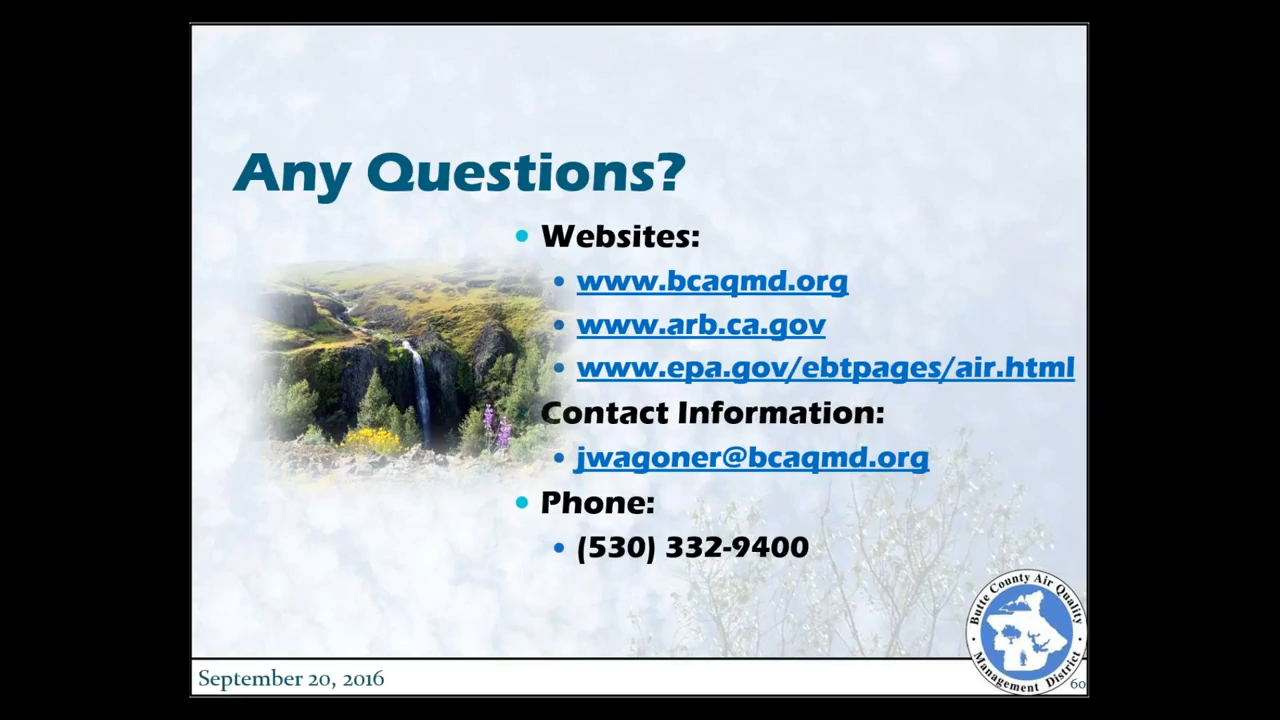 Any Questions?
Websites:
www.bcaqmd.org
www.arb.ca.gov
www.epa.gov/ebtpages/air.html
Contact Information:
jwagoner@bcaqmd.org
Phone:
(530) 332-9400
Butte County Air Quality
Management District
September 20, 2016
60